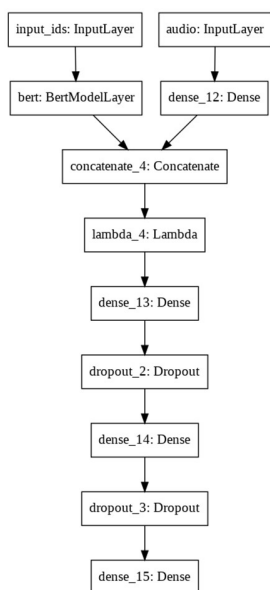 input_ids: InputLayer
audio: InputLayer
bert: BertModelLayer
dense_12: Dense
concatenate_4: Concatenate
lambda_4: Lambda
dense_13: Dense
dropout_2: Dropout
dense_14: Dense
dropout_3: Dropout
dense_15: Dense